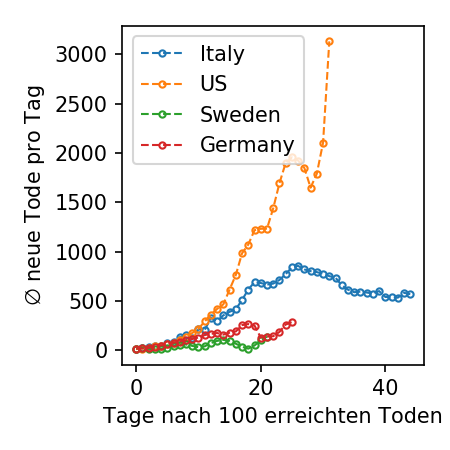 Italy
US
Sweden
Germany
∅ neue Tode pro Tag
3000
2500
2000
1500
1000
500
0
0 20 40
Tage nach 100 erreichten Toden